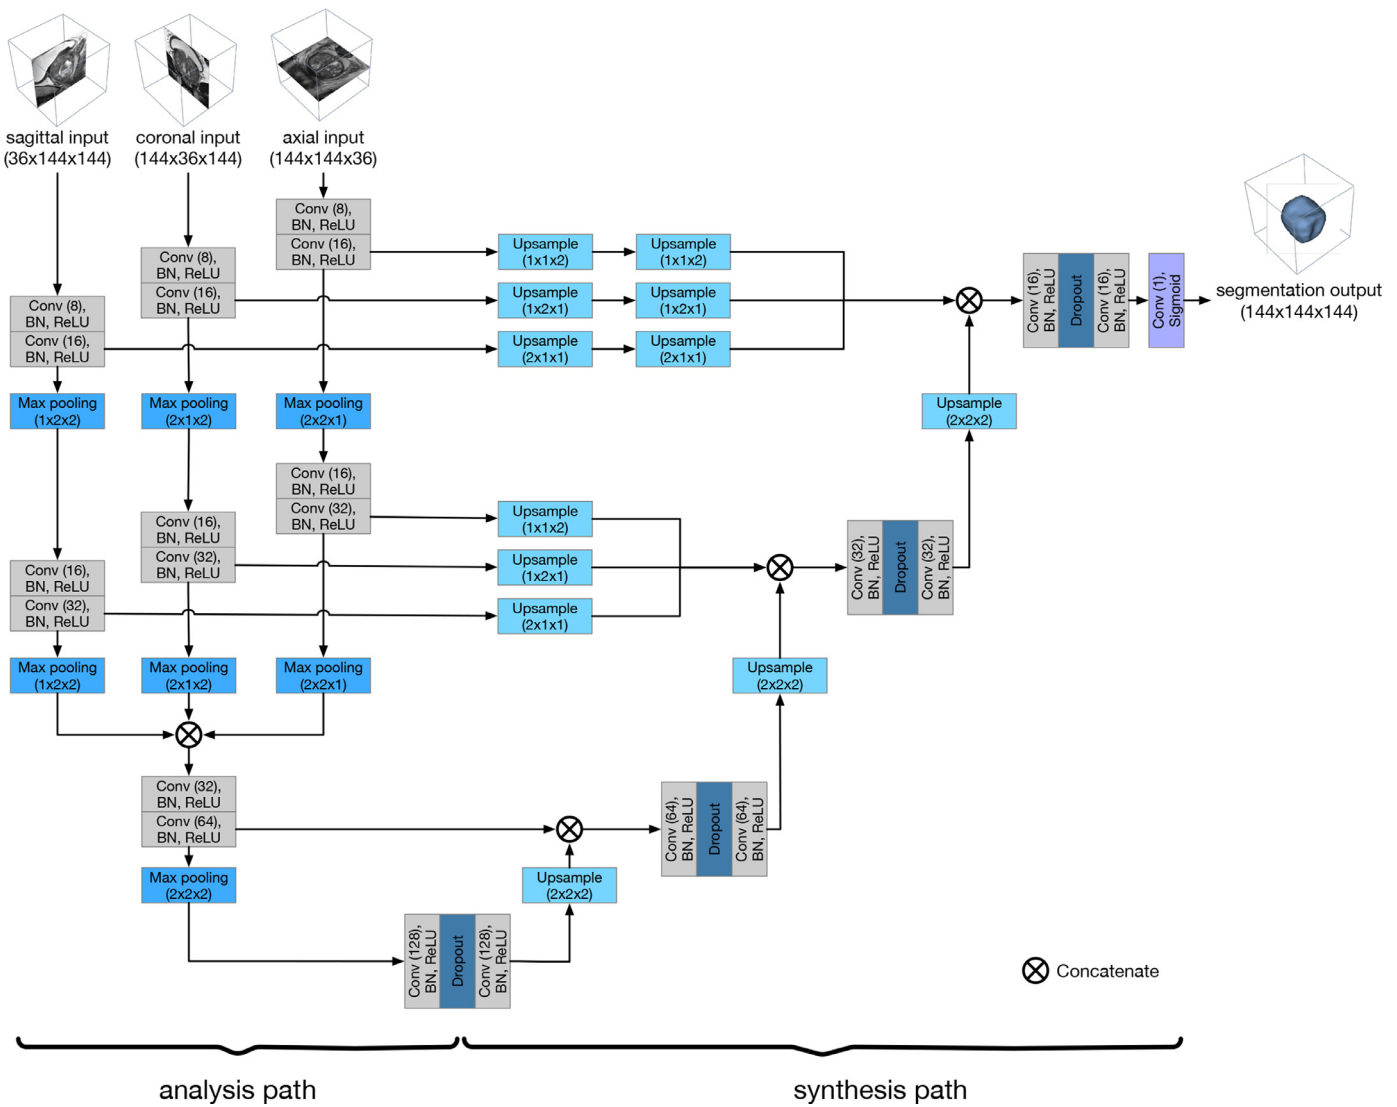 sagittal input
(36x144x144)
coronal input
(144x36x144)
axial input
(144x144x36)
Conv (8),
BN, ReLU
Conv (16),
BN, ReLU
Conv (8),
BN, ReLU
Conv (16),
BN, ReLU
Conv (8),
BN, ReLU
Conv (16),
BN, ReLU
Upsample
(1x1x2)
Upsample
(1x1x2)
Upsample
(1x2x1)
Upsample
(1x2x1)
Upsample
(2x1x1)
Upsample
(2x1x1)
Conv (16),
BN, ReLU
Dropout
Conv (16),
BN, ReLU
Conv (1),
Sigmoid
segmentation output
(144x144x144)
Max pooling
(1x2x2)
Max pooling
(2x1x2)
Max pooling
(2x2x1)
Upsample
(2x2x2)
Conv (16),
BN, ReLU
Conv (32),
BN, ReLU
Conv (16),
BN, ReLU
Conv (32),
BN, ReLU
Conv (16),
BN, ReLU
Conv (32),
BN, ReLU
Upsample
(1x1x2)
Upsample
(1x2x1)
Upsample
(2x1x1)
Conv (32),
BN, ReLU
Dropout
Conv (32),
BN, ReLU
Max pooling
(1x2x2)
Max pooling
(2x1x2)
Max pooling
(2x2x1)
Upsample
(2x2x2)
Conv (32),
BN, ReLU
Conv (64),
BN, ReLU
Conv (64),
BN, ReLU
Dropout
Conv (64),
BN, ReLU
Max pooling
(2x2x2)
Upsample
(2x2x2)
Conv (128),
BN, ReLU
Dropout
Conv (128),
BN, ReLU
Concatenate
analysis path
synthesis path